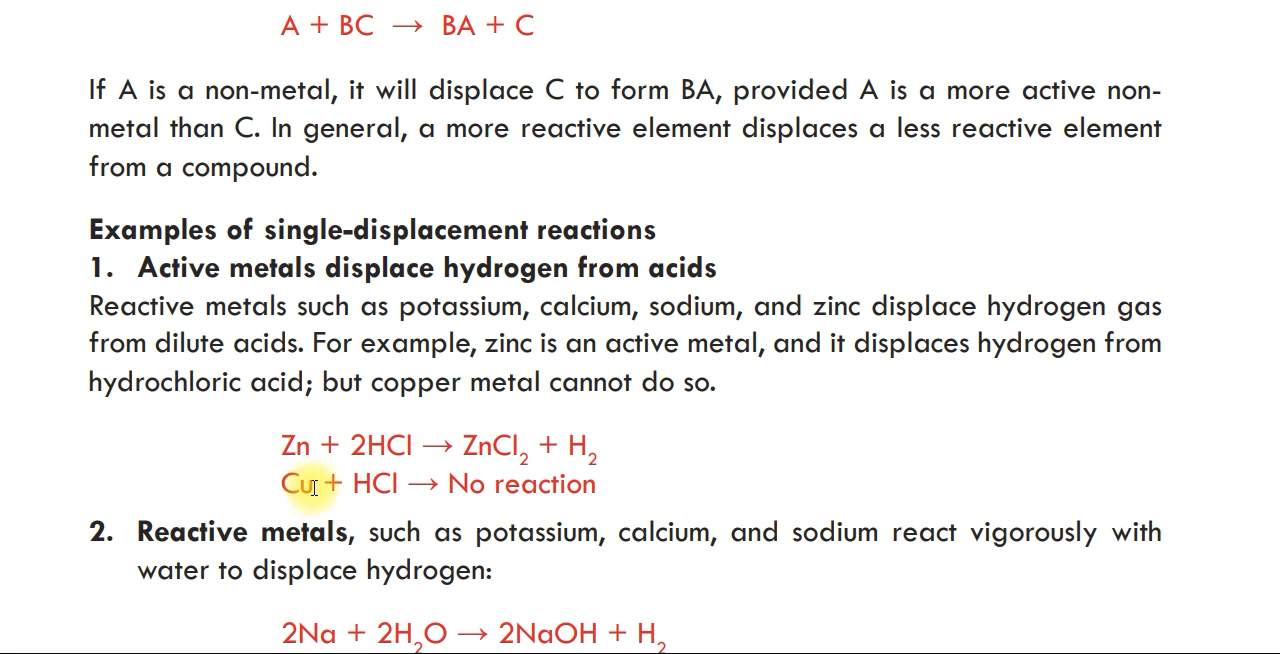 A + BC → BA + C
If A is a non-metal, it will displace C to form BA, provided A is a more active non-
metal than C. In general, a more reactive element displaces a less reactive element
from a compound.
Examples of single-displacement reactions
1. Active metals displace hydrogen from acids
Reactive metals such as potassium, calcium, sodium, and zinc displace hydrogen gas
from dilute acids. For example, zinc is an active metal, and it displaces hydrogen from
hydrochloric acid; but copper metal cannot do so.
Zn + 2HCl → ZnCl₂ + H₂
Cu + HCl → No reaction
2. Reactive metals, such as potassium, calcium, and sodium react vigorously with
water to displace hydrogen:
2Na + 2H₂O → 2NaOH + H₂